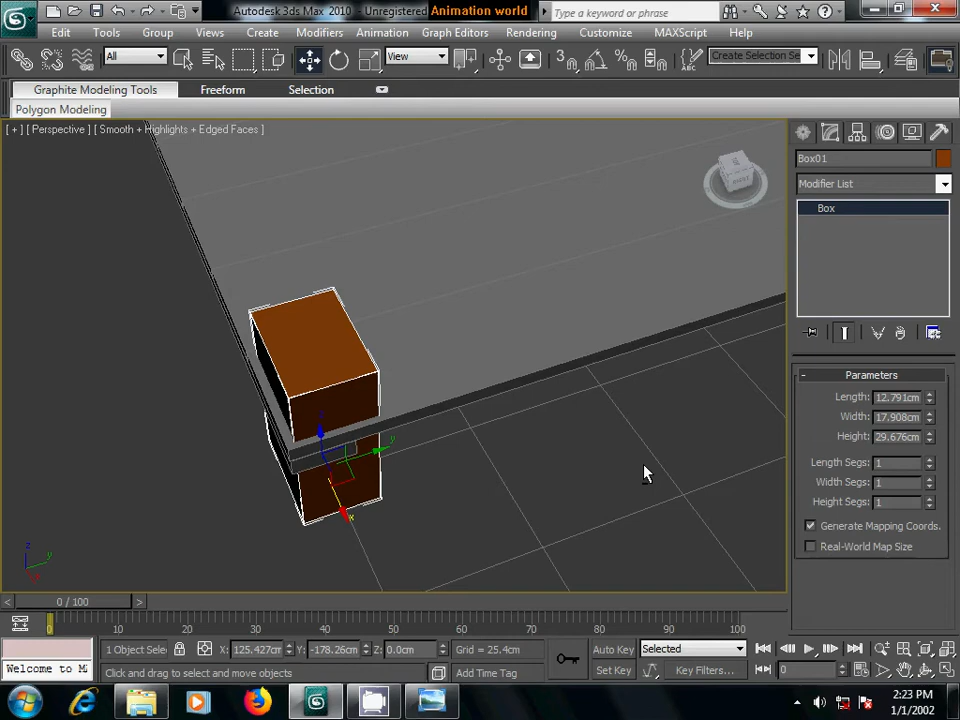 Autodesk 3ds Max 2010 - Unregistered Animation world
Type a keyword or phrase
Edit Tools Group Views Create Modifiers Animation Graph Editors Rendering Customize MAXScript Help
All View Create Selection Se
Graphite Modeling Tools Freeform Selection
Polygon Modeling
[ + ] [ Perspective ] [ Smooth + Highlights + Edged Faces ]
Box01
Modifier List
Box
Parameters
Length: 12.791cm
Width: 17.908cm
Height: 29.676cm
Length Segs: 1
Width Segs: 1
Height Segs: 1
Generate Mapping Coords.
Real-World Map Size
z
y
x
y
x
0 / 100
0 10 20 30 40 50 60 70 80 90 100
1 Object Selec X: 125.427cm Y: -178.26cm Z: 0.0cm Grid = 25.4cm Auto Key Selected
Welcome to M Click and drag to select and move objects Add Time Tag Set Key Key Filters... 0
2:23 PM
1/1/2002